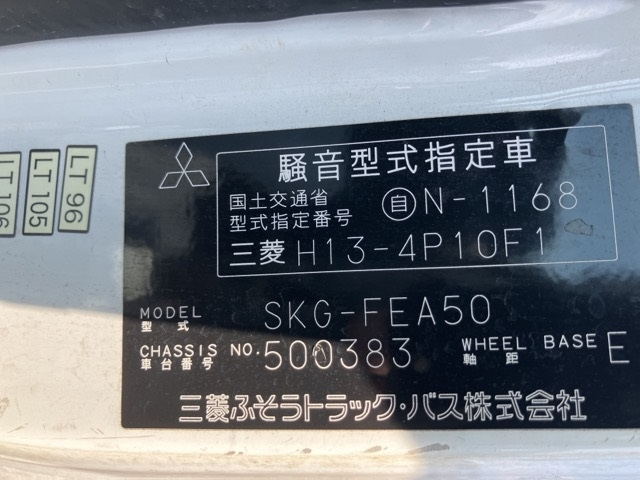 騒音型式指定車
国土交通省
型式指定番号 自N-1168
三菱 H13-4P10F1
MODEL
型式 SKG-FEA50
CHASSIS NO.
車台番号 500383 WHEEL BASE
軸距 E
三菱ふそうトラック・バス株式会社
LT 106
LT 105
LT 96